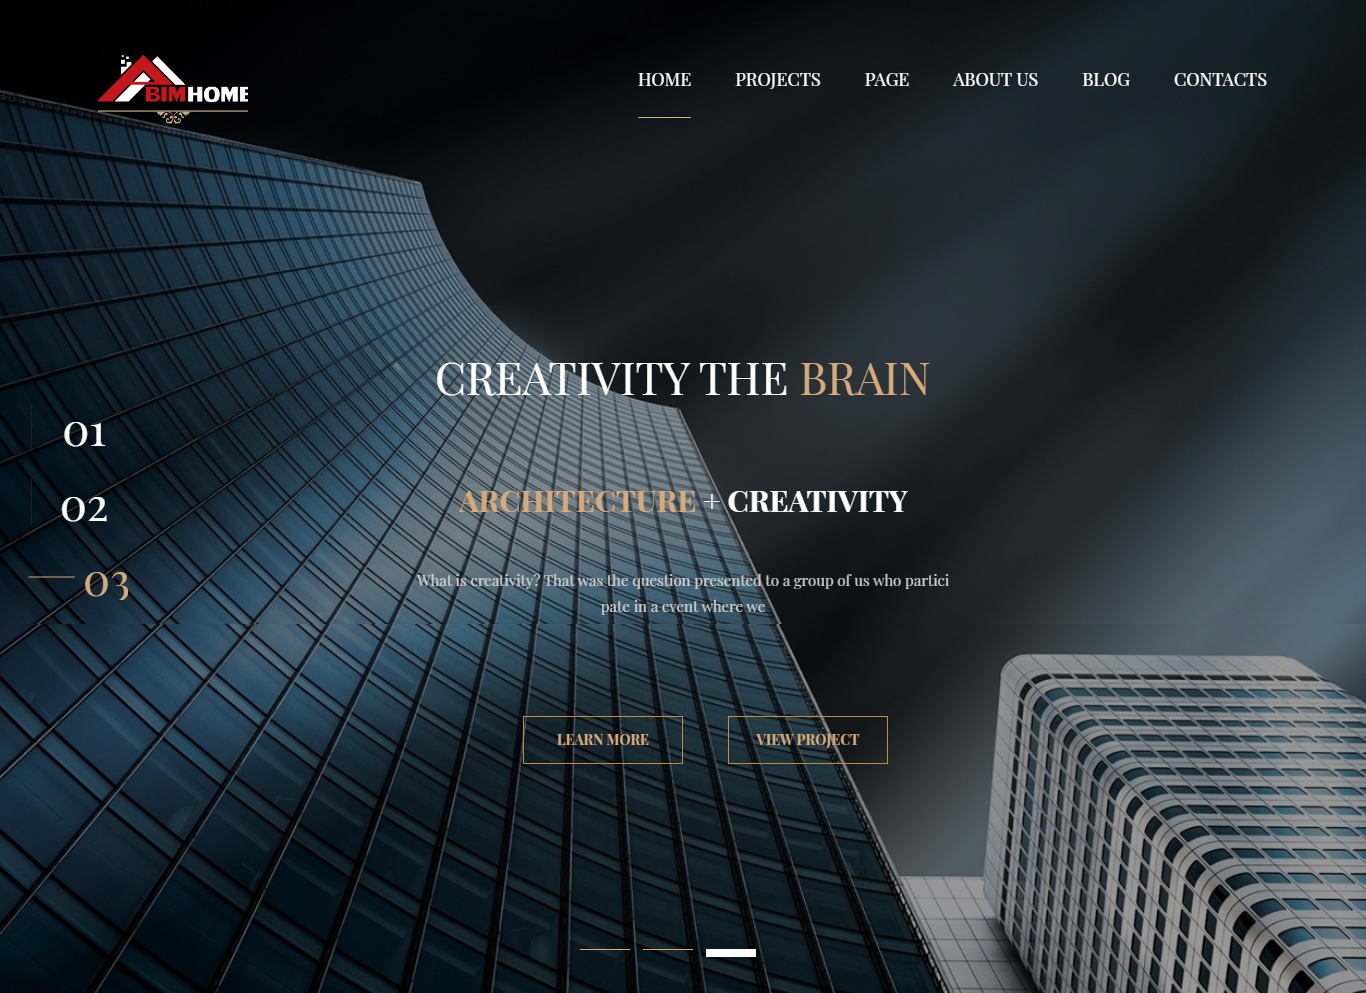 BIMHOME
HOME PROJECTS PAGE ABOUT US BLOG CONTACTS
CREATIVITY THE BRAIN
01
02
03
ARCHITECTURE + CREATIVITY
What is creativity? That was the question presented to a group of us who partici
pate in a event where we
LEARN MORE VIEW PROJECT